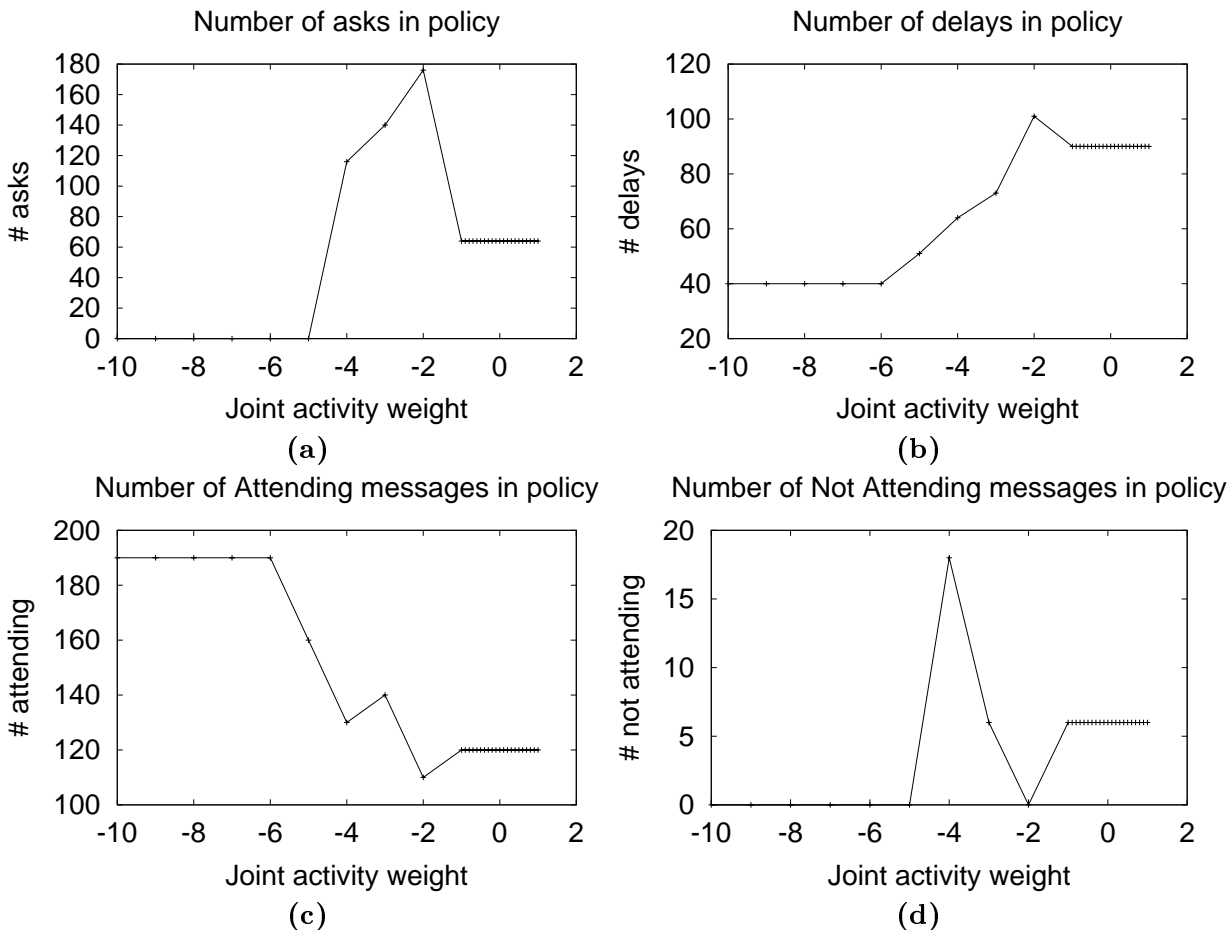 Number of asks in policy
# asks
180
160
140
120
100
80
60
40
20
0
-10 -8 -6 -4 -2 0 2
Joint activity weight
(a)
Number of delays in policy
# delays
120
100
80
60
40
20
-10 -8 -6 -4 -2 0 2
Joint activity weight
(b)
Number of Attending messages in policy
# attending
200
180
160
140
120
100
-10 -8 -6 -4 -2 0 2
Joint activity weight
(c)
Number of Not Attending messages in policy
# not attending
20
15
10
5
0
-10 -8 -6 -4 -2 0 2
Joint activity weight
(d)